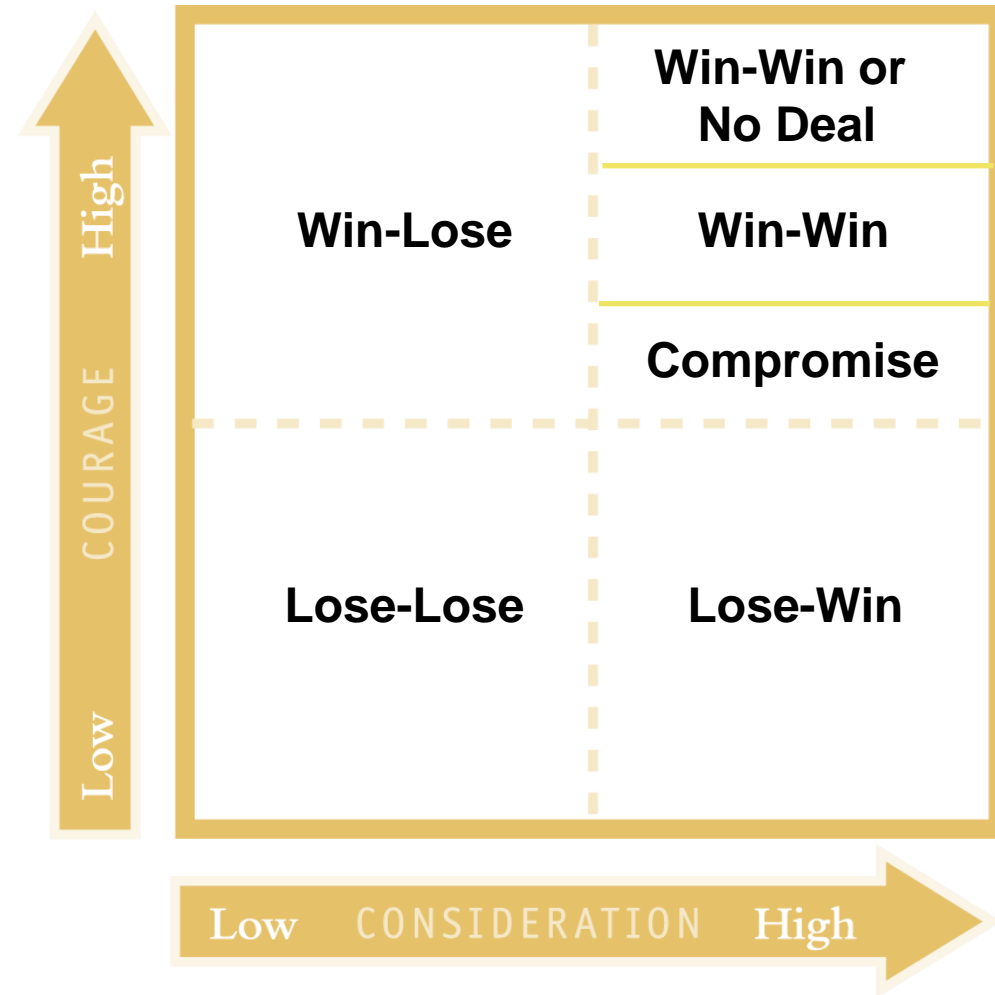 Win-Win or
No Deal
High
Win-Lose
Win-Win
Compromise
COURAGE
Lose-Lose
Lose-Win
Low
Low CONSIDERATION High